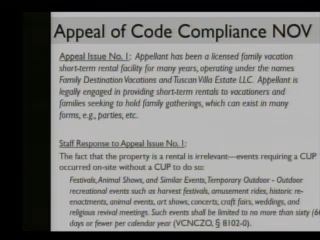 Appeal of Code Compliance NOV
Appeal Issue No. 1: Appellant has been a licensed family vacation
short-term rental facility for many years, operating under the names
Family Destination Vacations and Tuscan Villa Estate LLC. Appellant is
legally engaged in providing short-term rentals to vacationers and
families seeking to hold family gatherings, which can exist in many
forms, e.g., parties, etc.
Staff Response to Appeal Issue No. 1:
The fact that the property is a rental is irrelevant—events requiring a CUP
occurred on-site without a CUP to do so:
Festivals, Animal Shows, and Similar Events, Temporary Outdoor - Outdoor
recreational events such as harvest festivals, amusement rides, historic re-
enactments, animal events, art shows, concerts, craft fairs, weddings, and
religious revival meetings. Such events shall be limited to no more than sixty (6
days or fewer per calendar year (VCNCZO, § 8102-0).